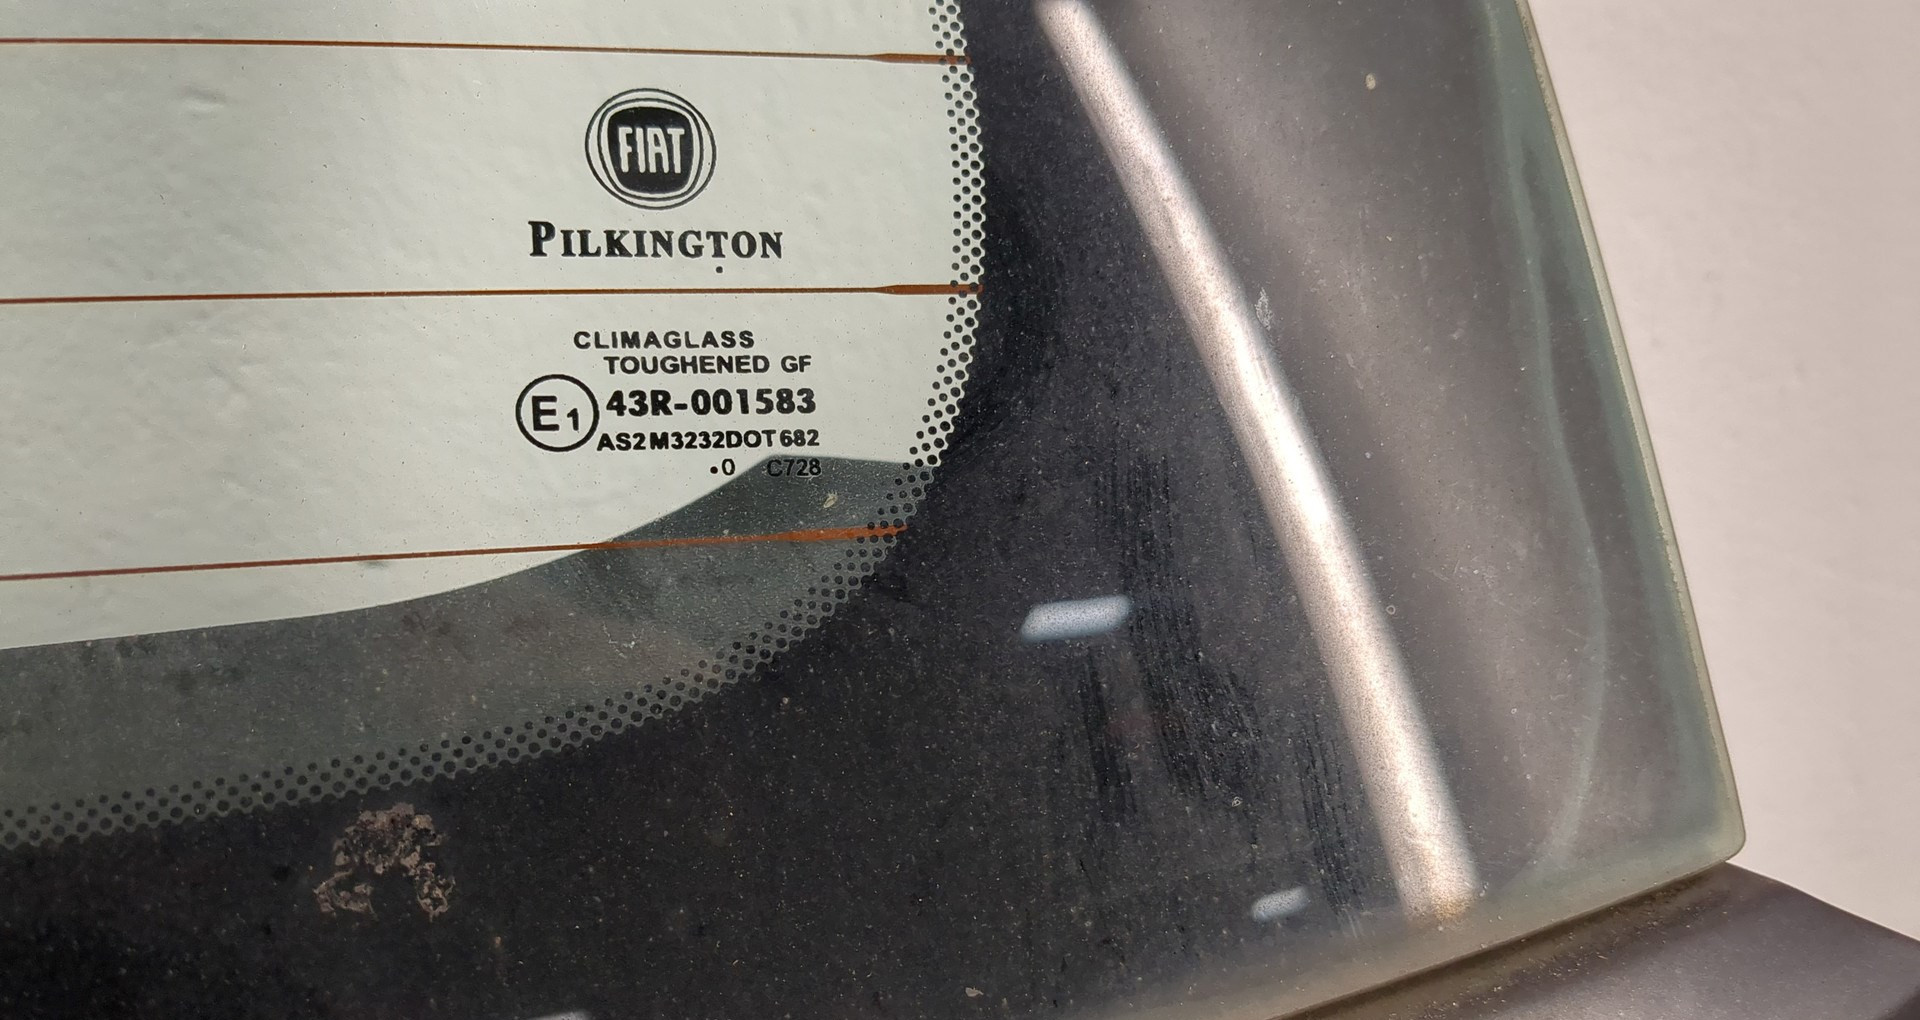 FIAT
PILKINGTON
CLIMAGLASS
TOUGHENED GF
E1 43R-001583
AS2 M3232 DOT 682
.0 C728